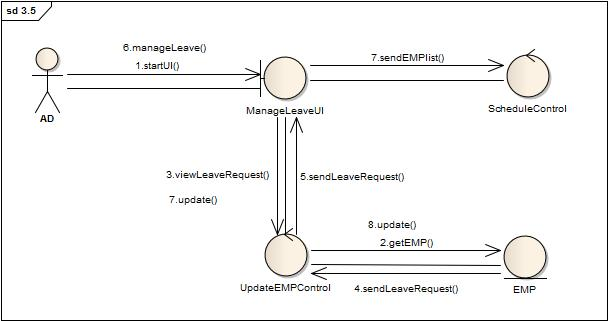 sd 3.5
6.manageLeave()
1.startUI()
7.sendEMPlist()
AD
ManageLeaveUI
ScheduleControl
3.viewLeaveRequest()
5.sendLeaveRequest()
7.update()
8.update()
2.getEMP()
UpdateEMPControl
4.sendLeaveRequest()
EMP